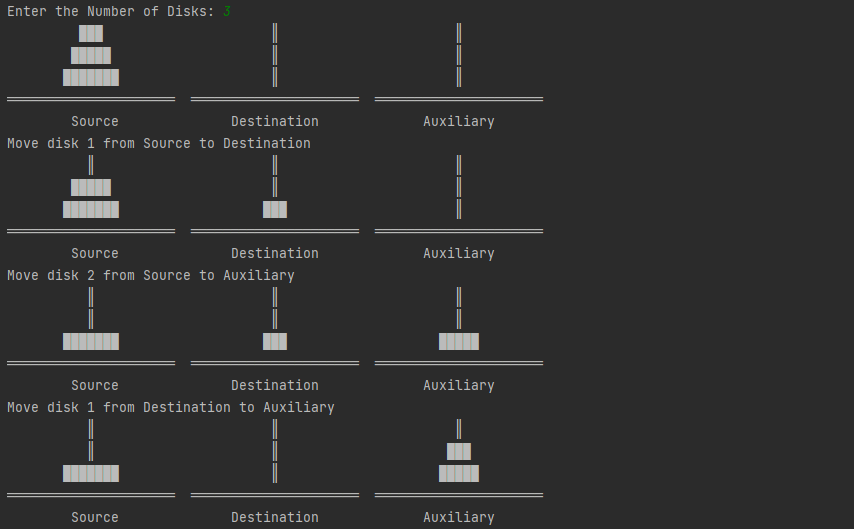 Enter the Number of Disks: 3
Source Destination Auxiliary
Move disk 1 from Source to Destination
Source Destination Auxiliary
Move disk 2 from Source to Auxiliary
Source Destination Auxiliary
Move disk 1 from Destination to Auxiliary
Source Destination Auxiliary